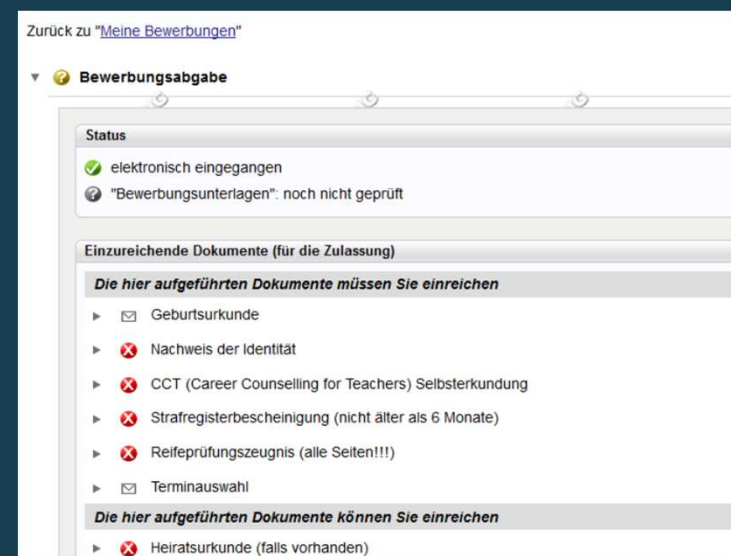 Zurück zu "Meine Bewerbungen"
Bewerbungsabgabe
Status
elektronisch eingegangen
"Bewerbungsunterlagen": noch nicht geprüft
Einzureichende Dokumente (für die Zulassung)
Die hier aufgeführten Dokumente müssen Sie einreichen
Geburtsurkunde
Nachweis der Identität
CCT (Career Counselling for Teachers) Selbsterkundung
Strafregisterbescheinigung (nicht älter als 6 Monate)
Reifeprüfungszeugnis (alle Seiten!!!)
Terminauswahl
Die hier aufgeführten Dokumente können Sie einreichen
Heiratsurkunde (falls vorhanden)